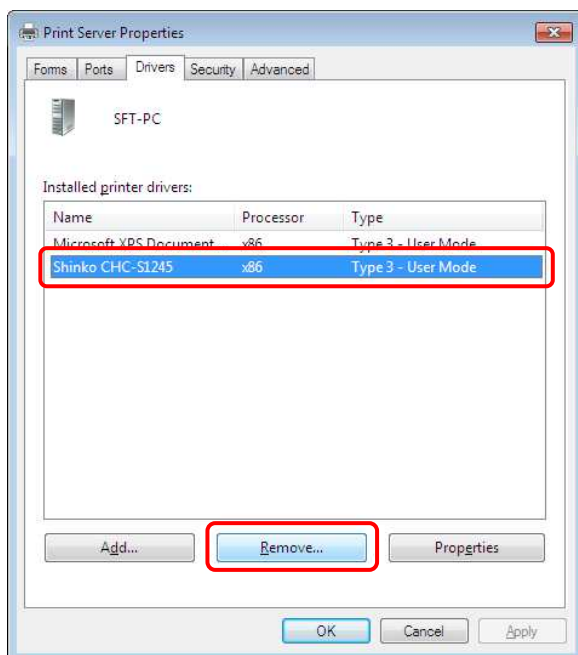 Print Server Properties
Forms Ports Drivers Security Advanced
SFT-PC
Installed printer drivers:
Name Processor Type
Microsoft XPS Document ... x86 Type 3 - User Mode
Shinko CHC-S1245 x86 Type 3 - User Mode
Add... Remove... Properties
OK Cancel Apply